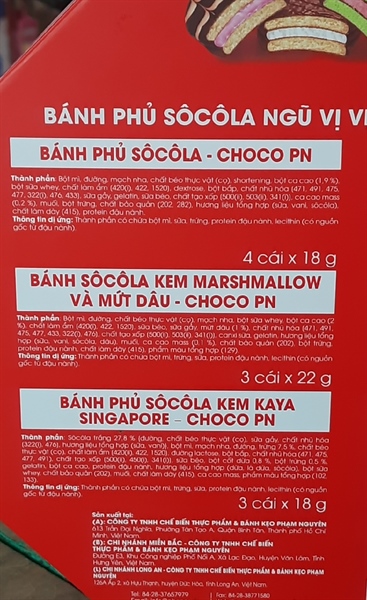 BÁNH PHỦ SÔCÔLA NGŨ VỊ
BÁNH PHỦ SÔCÔLA - CHOCO PN
Thành phần: Bột mì, đường, mạch nha, chất béo thực vật (cọ), shortening, bột ca cao (1,9 %),
bột sữa whey, chất làm ẩm (420(i), 422, 1520), dextrose, bột bắp, chất nhũ hóa (471, 491, 475,
477, 322(i), 476, 433), sữa gầy, gelatin, sữa béo, chất tạo xốp (500(ii), 503(ii), 341(i)), ca cao mass
(0,2 %), muối, bột trứng, chất bảo quản (202, 282), hương liệu tổng hợp (sữa, vani, sôcôla),
chất làm dày (415), protein đậu nành.
Thông tin dị ứng: Thành phần có chứa bột mì, sữa, trứng, protein đậu nành, lecithin (có nguồn
gốc từ đậu nành).
4 cái x 18 g
BÁNH SÔCÔLA KEM MARSHMALLOW
VÀ MỨT DÂU - CHOCO PN
Thành phần: Bột mì, đường, chất béo thực vật (cọ), mạch nha, bột sữa whey, bột ca cao (2
%), chất làm ẩm (420(i), 422, 1520), sữa béo, sữa gầy, mứt dâu (1 %), chất nhũ hóa (471, 491,
475, 477, 433, 322(i), 476), chất tạo xốp (500(ii), 503(ii), 341(i)), canxi sữa, gelatin, hương liệu tổng
hợp (sữa, vani, sôcôla, dâu), muối, ca cao mass (0,1 %), chất bảo quản (202), bột trứng,
protein đậu nành, chất làm dày (415), phẩm màu tổng hợp (129)
Thông tin dị ứng: Thành phần có chứa bột mì, trứng, sữa, protein đậu nành, lecithin (có nguồn
gốc từ đậu nành).
3 cái x 22 g
BÁNH PHỦ SÔCÔLA KEM KAYA
SINGAPORE - CHOCO PN
Thành phần: Sôcôla trắng 27,8 % (đường, chất béo thực vật (cọ), sữa gầy, chất nhũ hóa
(322(i), 476), hương liệu tổng hợp (sữa, vani)), bột mì, mạch nha, đường, trứng 7,5 %, chất béo
thực vật (cọ), chất làm ẩm (420(i), 422, 1520), đường lactose, bột bắp, chất nhũ hóa (471, 475,
477, 491), chất tạo xốp (500(ii), 341(i)), sữa béo, bột cốt dừa 0,8 %, bột trứng 0,5 %,
gelatin, bột ca cao, protein đậu nành, hương liệu tổng hợp (dứa, lá dứa, sôcôla), bột sữa
whey, chất bảo quản (202), muối, chất làm dày (415), ca cao mass, phẩm màu tổng hợp (102,
133).
Thông tin dị ứng: Thành phần có chứa bột mì, trứng, sữa, protein đậu nành, lecithin (có nguồn
gốc từ đậu nành).
3 cái x 18 g
Sản xuất tại:
(A): CÔNG TY TNHH CHẾ BIẾN THỰC PHẨM & BÁNH KẸO PHẠM NGUYÊN
613 Trần Đại Nghĩa, Phường Tân Tạo A, Quận Bình Tân, Thành phố Hồ Chí
Minh, Việt Nam
(E): CHI NHÁNH MIỀN BẮC - CÔNG TY TNHH CHẾ BIẾN
THỰC PHẨM & BÁNH KẸO PHẠM NGUYÊN
Đường E3, Khu Công nghiệp Phố Nối A, Xã Lạc Đạo, Huyện Văn Lâm, Tỉnh
Hưng Yên, Việt Nam
(L): CHI NHÁNH LONG AN - CÔNG TY TNHH CHẾ BIẾN THỰC PHẨM & BÁNH KẸO PHẠM
NGUYÊN
126A Ấp 2, xã Hựu Thạnh, huyện Đức Hòa, tỉnh Long An, Việt Nam.
Tel: 84-28-37657979 | Fax: 84-28-38771580